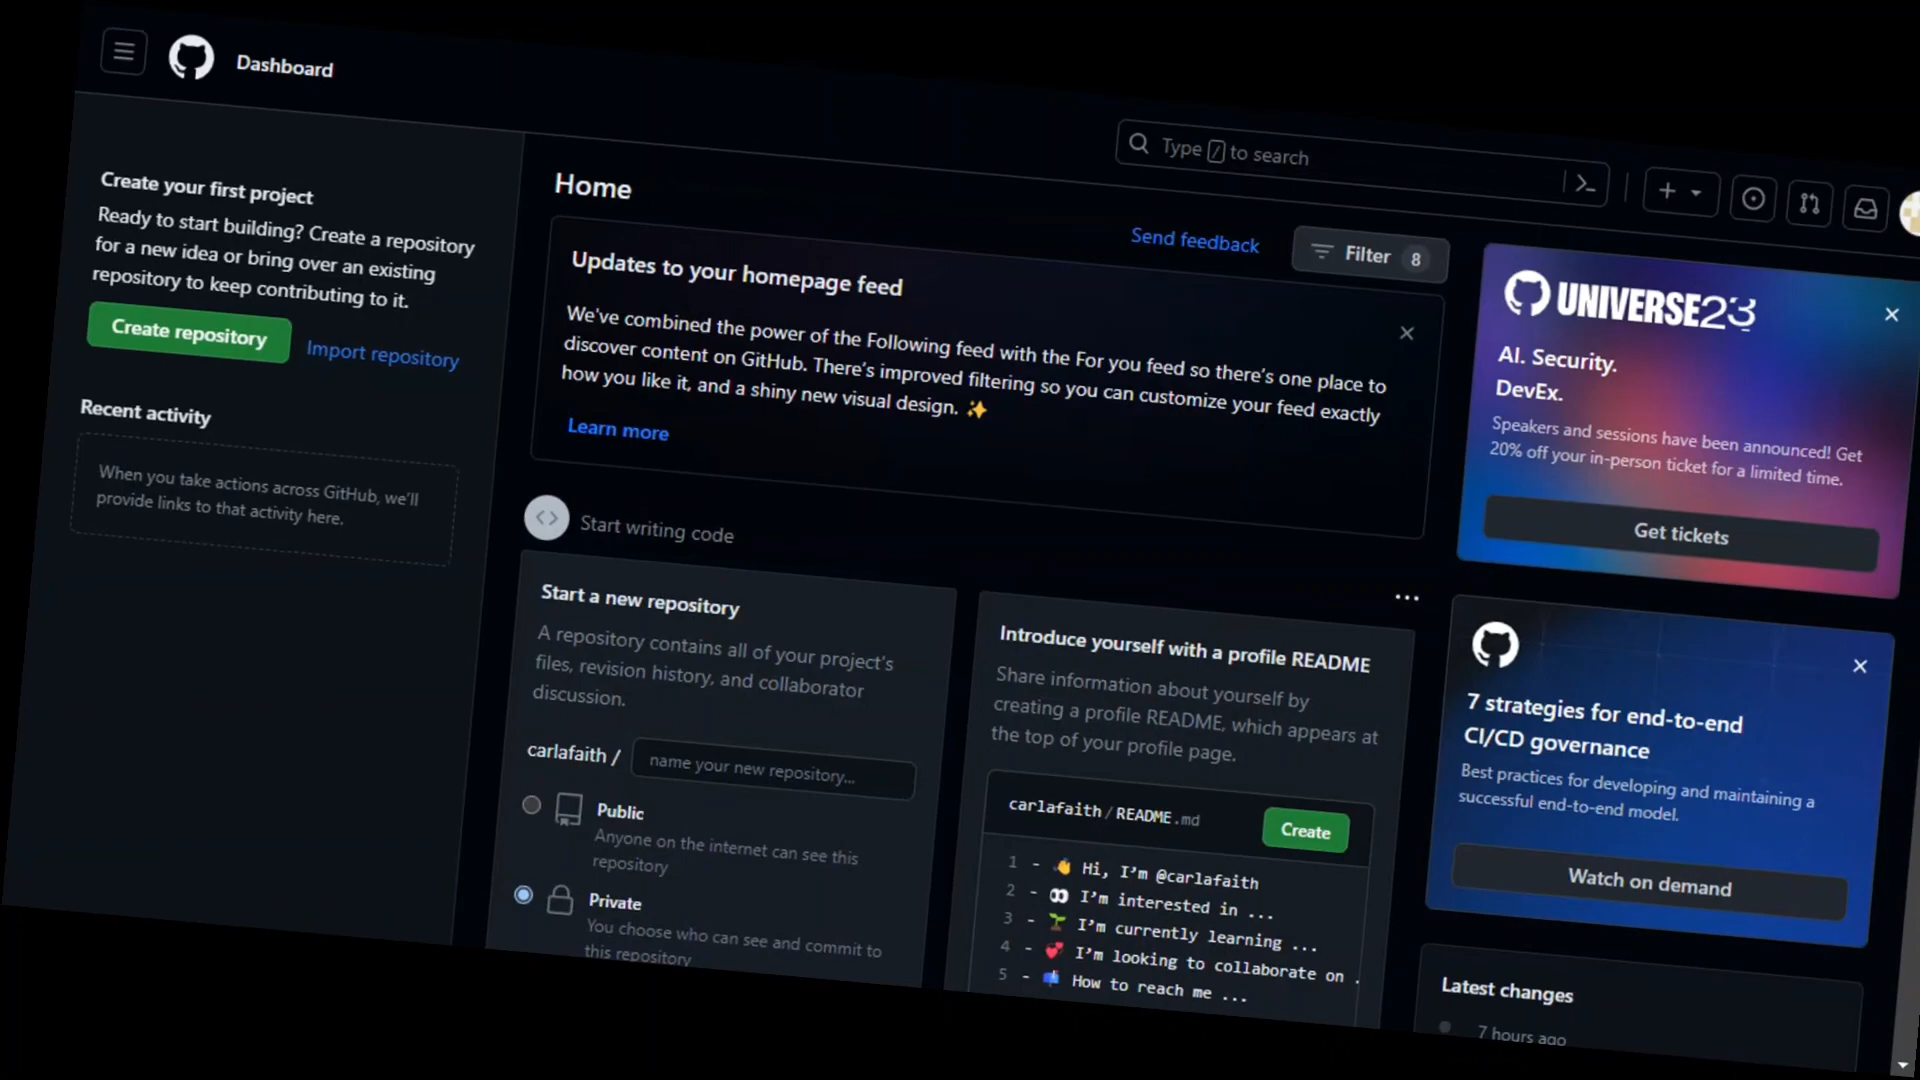 Dashboard
Type / to search
Create your first project
Ready to start building? Create a repository
for a new idea or bring over an existing
repository to keep contributing to it.
Create repository
Import repository
Recent activity
When you take actions across GitHub, we'll
provide links to that activity here.
Home
Send feedback
Filter 8
Updates to your homepage feed
We've combined the power of the Following feed with the For you feed so there's one place to
discover content on GitHub. There's improved filtering so you can customize your feed exactly
how you like it, and a shiny new visual design. ✨
Learn more
Start writing code
Start a new repository
A repository contains all of your project's
files, revision history, and collaborator
discussion.
carlafaith /
name your new repository...
Public
Anyone on the internet can see this
repository
Private
You choose who can see and commit to
this repository
Introduce yourself with a profile README
Share information about yourself by
creating a profile README, which appears at
the top of your profile page.
carlafaith/README.md
Create
1 - 👋 Hi, I'm @carlafaith
2 - 👀 I'm interested in ...
3 - 🌱 I'm currently learning ...
4 - 💞️ I'm looking to collaborate on .
5 - 📫 How to reach me ...
UNIVERSE23
AI. Security.
DevEx.
Speakers and sessions have been announced! Get
20% off your in-person ticket for a limited time.
Get tickets
7 strategies for end-to-end
CI/CD governance
Best practices for developing and maintaining a
successful end-to-end model.
Watch on demand
Latest changes
7 hours ago